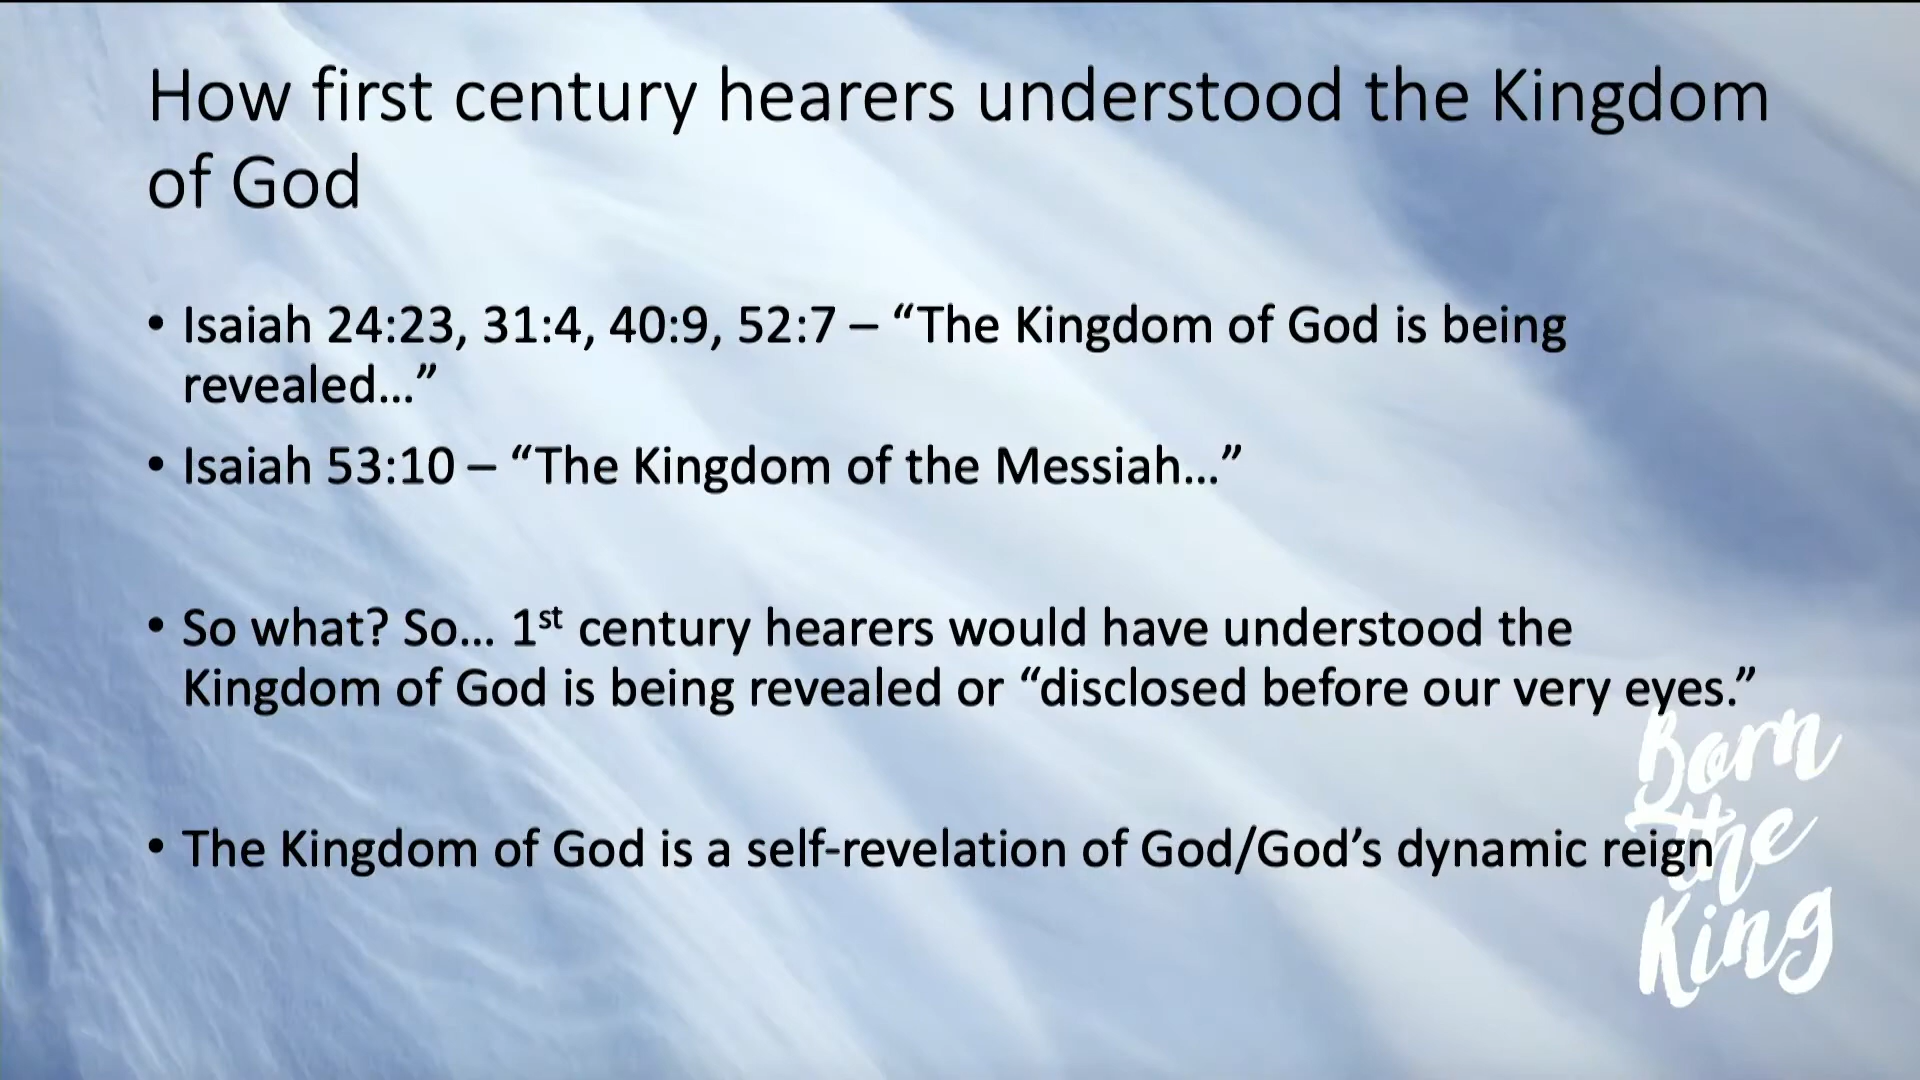 How first century hearers understood the Kingdom
of God
• Isaiah 24:23, 31:4, 40:9, 52:7 – “The Kingdom of God is being
revealed…”
• Isaiah 53:10 – “The Kingdom of the Messiah…”
• So what? So… 1st century hearers would have understood the
Kingdom of God is being revealed or “disclosed before our very eyes.”
• The Kingdom of God is a self-revelation of God/God’s dynamic reign
Born
the
King